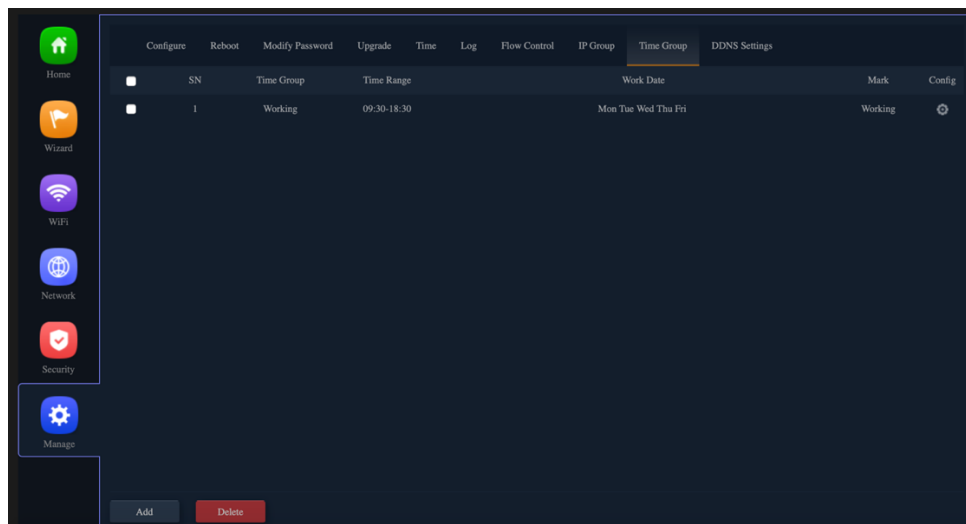 Home
Wizard
WiFi
Network
Security
Manage
Configure Reboot Modify Password Upgrade Time Log Flow Control IP Group Time Group DDNS Settings
SN Time Group Time Range Work Date Mark Config
1 Working 09:30-18:30 Mon Tue Wed Thu Fri Working
Add Delete